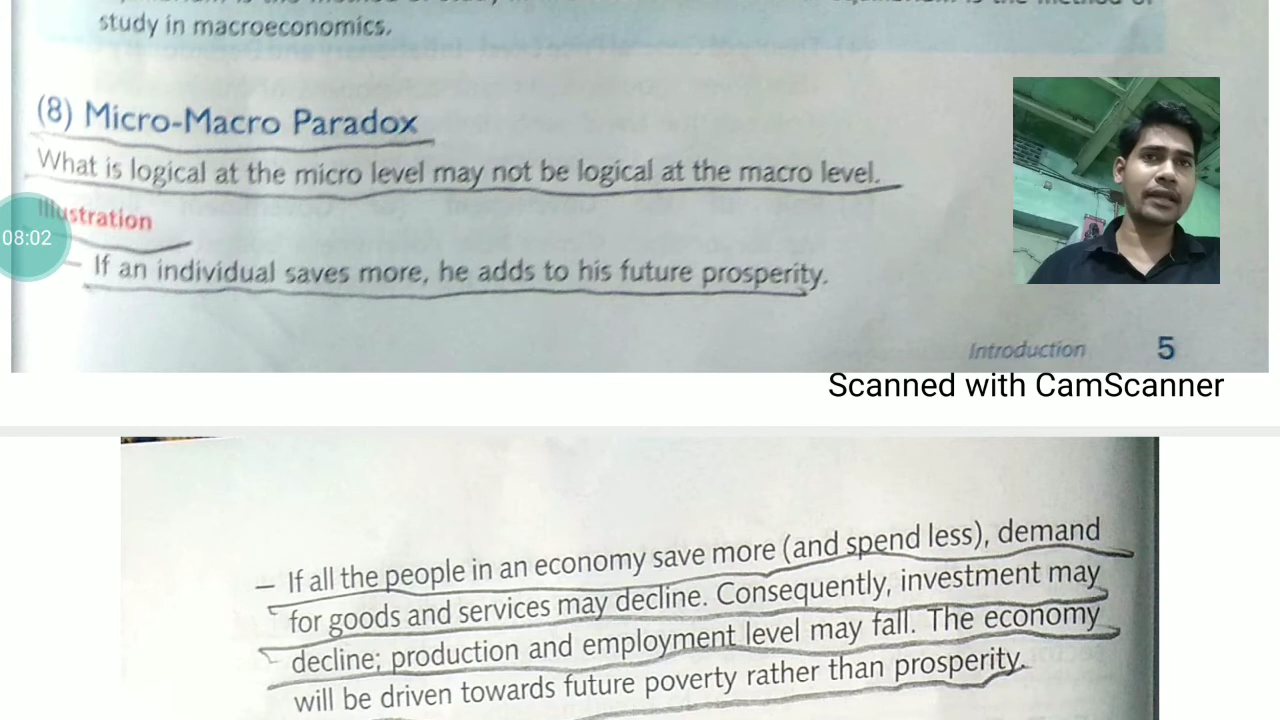 study in macroeconomics.
(8) Micro-Macro Paradox
What is logical at the micro level may not be logical at the macro level.
Illustration
08:02
– If an individual saves more, he adds to his future prosperity.
Introduction 5
Scanned with CamScanner
– If all the people in an economy save more (and spend less), demand
for goods and services may decline. Consequently, investment may
decline; production and employment level may fall. The economy
will be driven towards future poverty rather than prosperity.